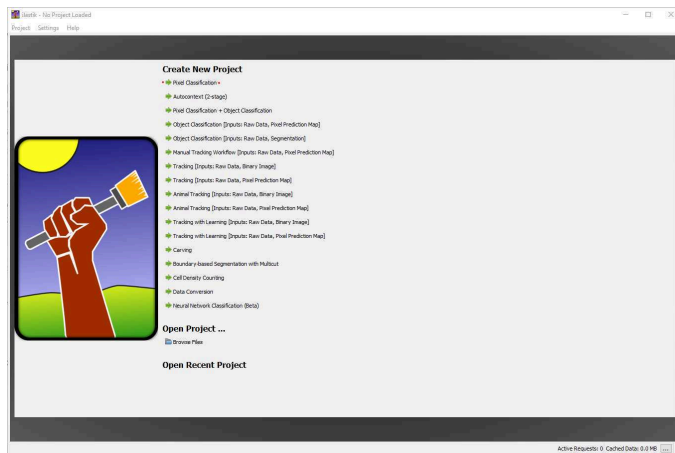 ilastik - No Project Loaded
Project Settings Help
Create New Project
Pixel Classification
Autocontext (2-stage)
Pixel Classification + Object Classification
Object Classification [Inputs: Raw Data, Pixel Prediction Map]
Object Classification [Inputs: Raw Data, Segmentation]
Manual Tracking Workflow [Inputs: Raw Data, Pixel Prediction Map]
Tracking [Inputs: Raw Data, Binary Image]
Tracking [Inputs: Raw Data, Pixel Prediction Map]
Animal Tracking [Inputs: Raw Data, Binary Image]
Animal Tracking [Inputs: Raw Data, Pixel Prediction Map]
Tracking with Learning [Inputs: Raw Data, Binary Image]
Tracking with Learning [Inputs: Raw Data, Pixel Prediction Map]
Carving
Boundary-based Segmentation with Multicut
Cell Density Counting
Data Conversion
Neural Network Classification (Beta)
Open Project ...
Browse Files
Open Recent Project
Active Requests: 0 Cached Data: 0.0 MB ...